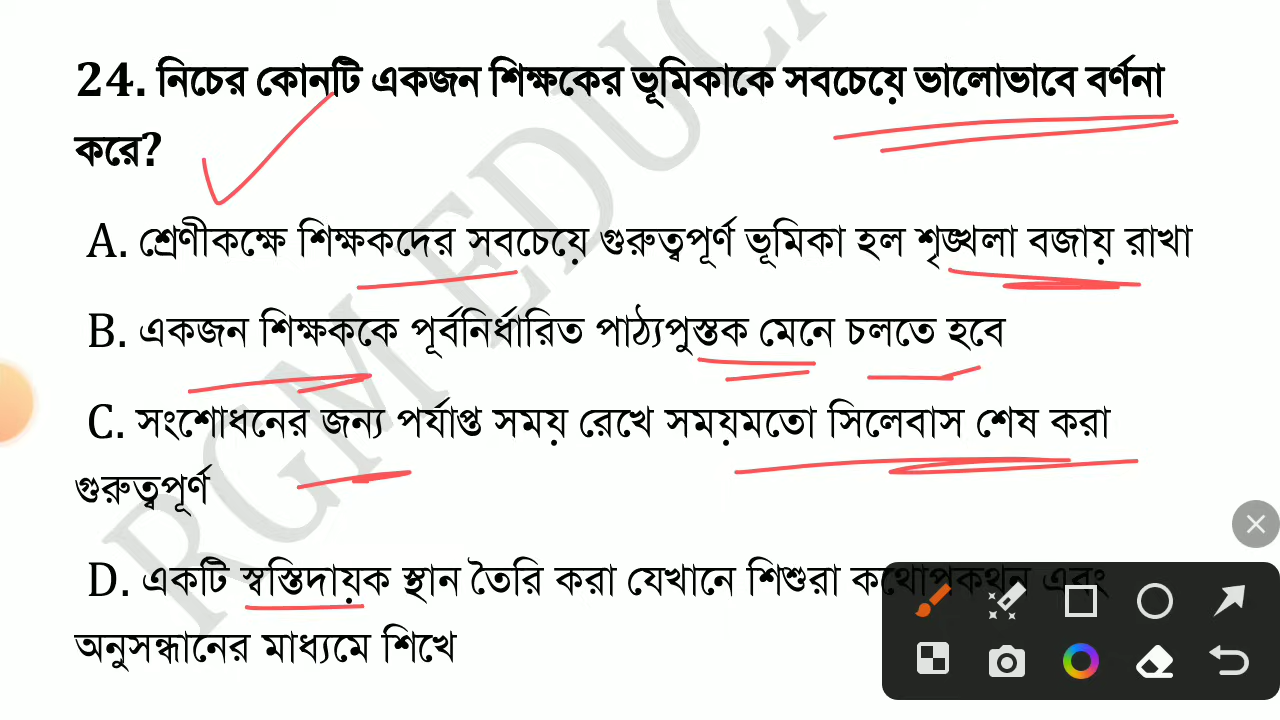 24. নিচের কোনটি একজন শিক্ষকের ভূমিকাকে সবচেয়ে ভালোভাবে বর্ণনা
করে?
A. শ্রেণীকক্ষে শিক্ষকদের সবচেয়ে গুরুত্বপূর্ণ ভূমিকা হল শৃঙ্খলা বজায় রাখা
B. একজন শিক্ষককে পূর্বনির্ধারিত পাঠ্যপুস্তক মেনে চলতে হবে
C. সংশোধনের জন্য পর্যাপ্ত সময় রেখে সময়মতো সিলেবাস শেষ করা
গুরুত্বপূর্ণ
D. একটি স্বস্তিদায়ক স্থান তৈরি করা যেখানে শিশুরা কথোপকথন এবং
অনুসন্ধানের মাধ্যমে শিখে
RGM EDUCA